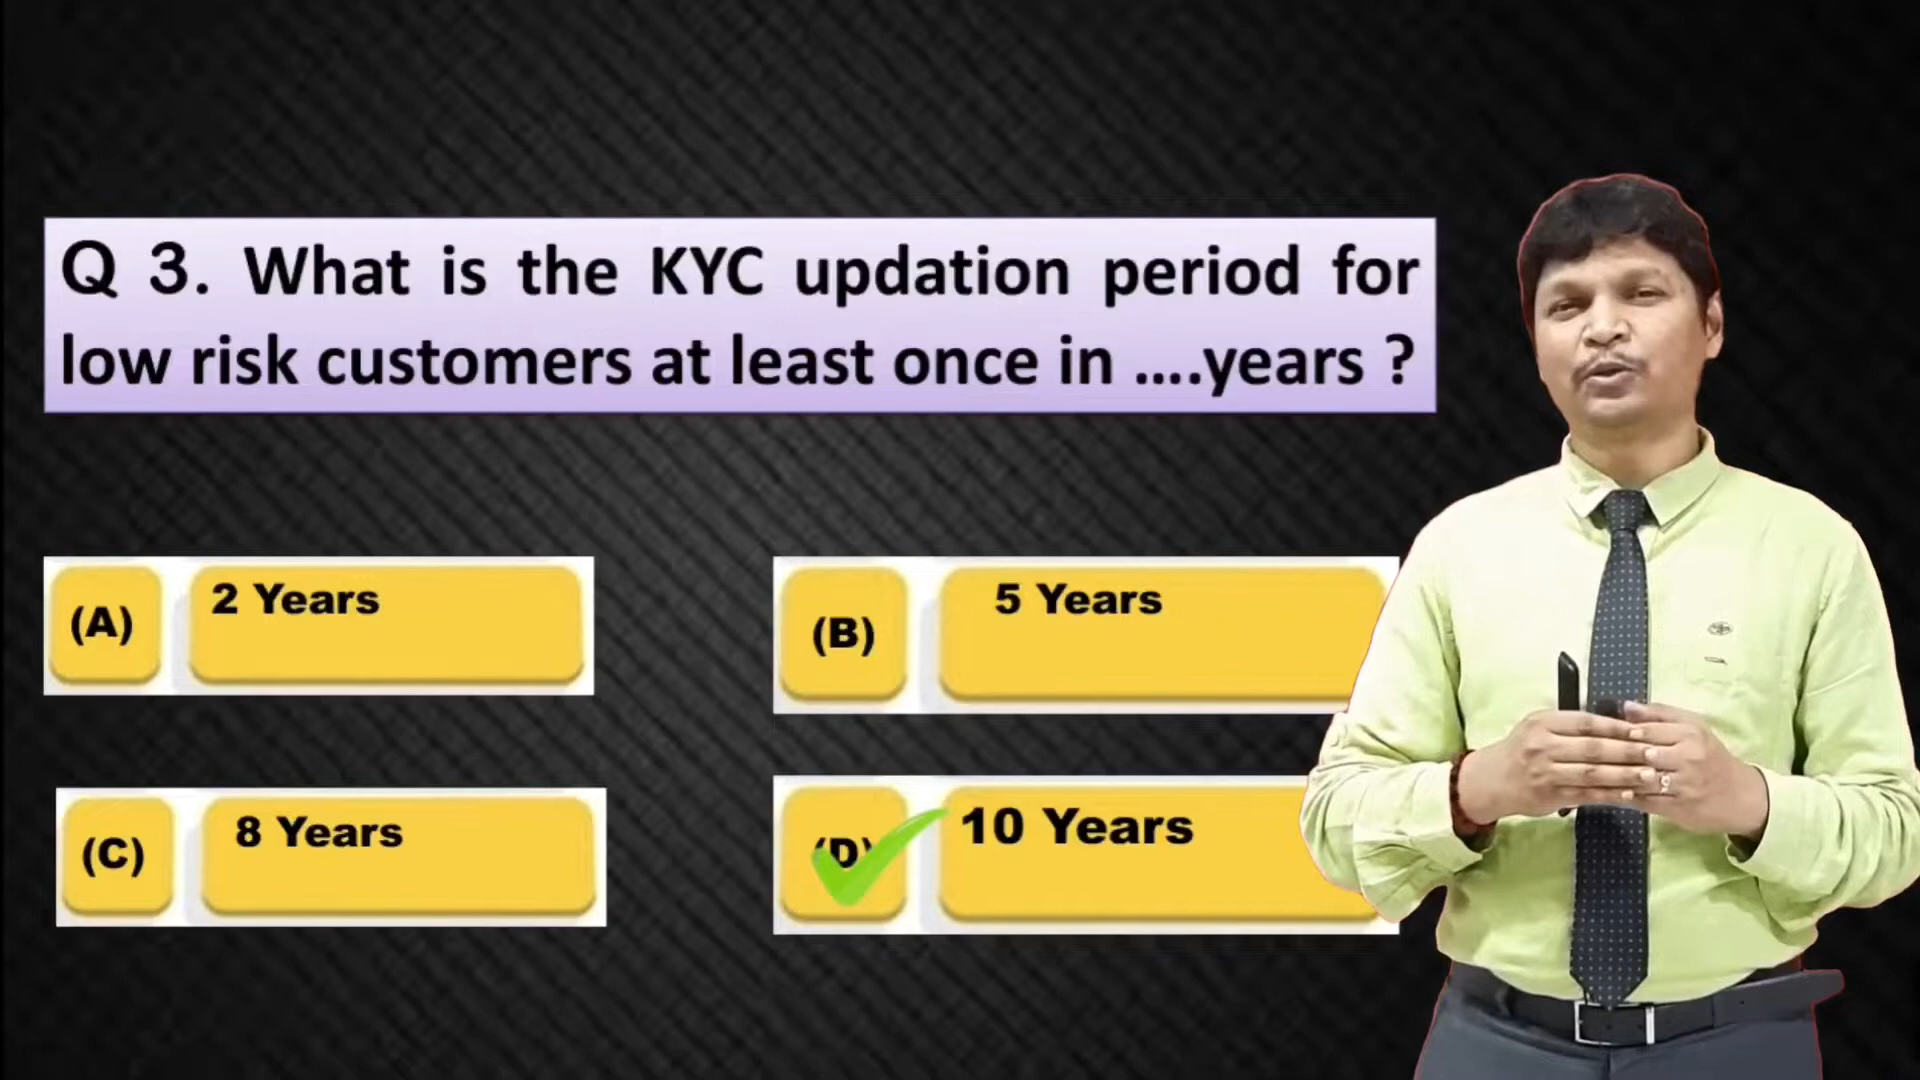 Q 3. What is the KYC updation period for
low risk customers at least once in ....years ?
(A) 2 Years
(B) 5 Years
(C) 8 Years
(D) 10 Years